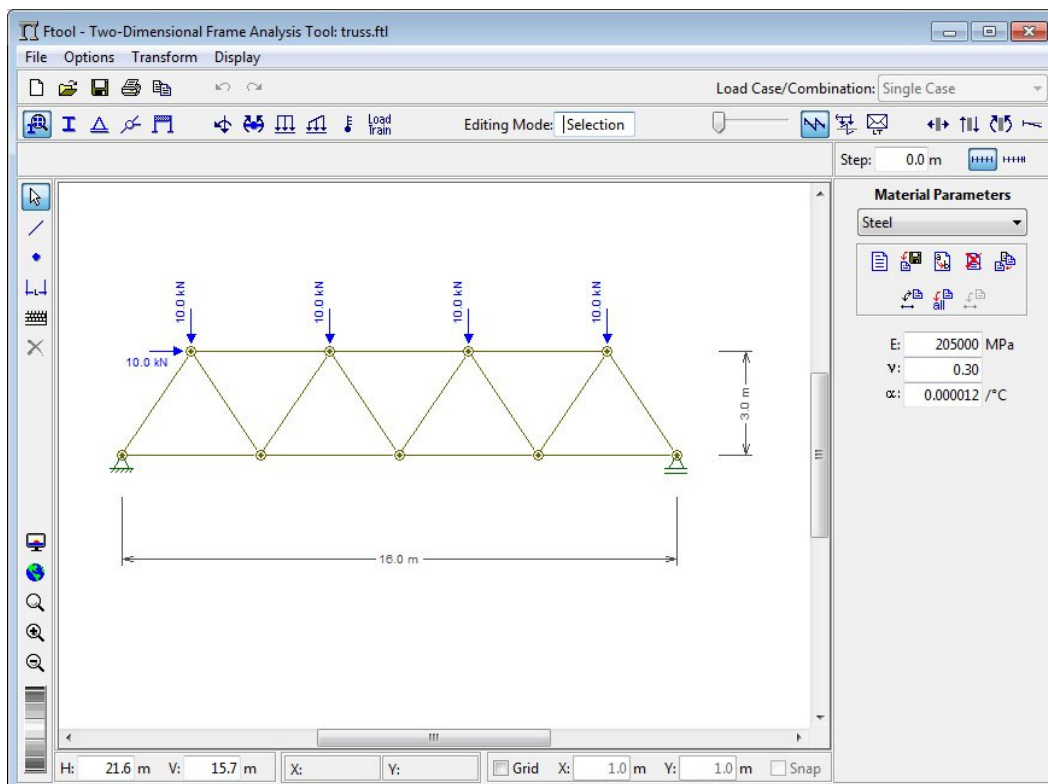 Ftool - Two-Dimensional Frame Analysis Tool: truss.ftl
File Options Transform Display
Load Case/Combination: Single Case
Load Train
Editing Mode: Selection
Step: 0.0 m
Material Parameters
Steel
all
E: 205000 MPa
ν: 0.30
α: 0.000012 /°C
10.0 kN
10.0 kN
10.0 kN
10.0 kN
10.0 kN
3.0 m
16.0 m
H: 21.6 m V: 15.7 m X: Y: Grid X: 1.0 m Y: 1.0 m Snap